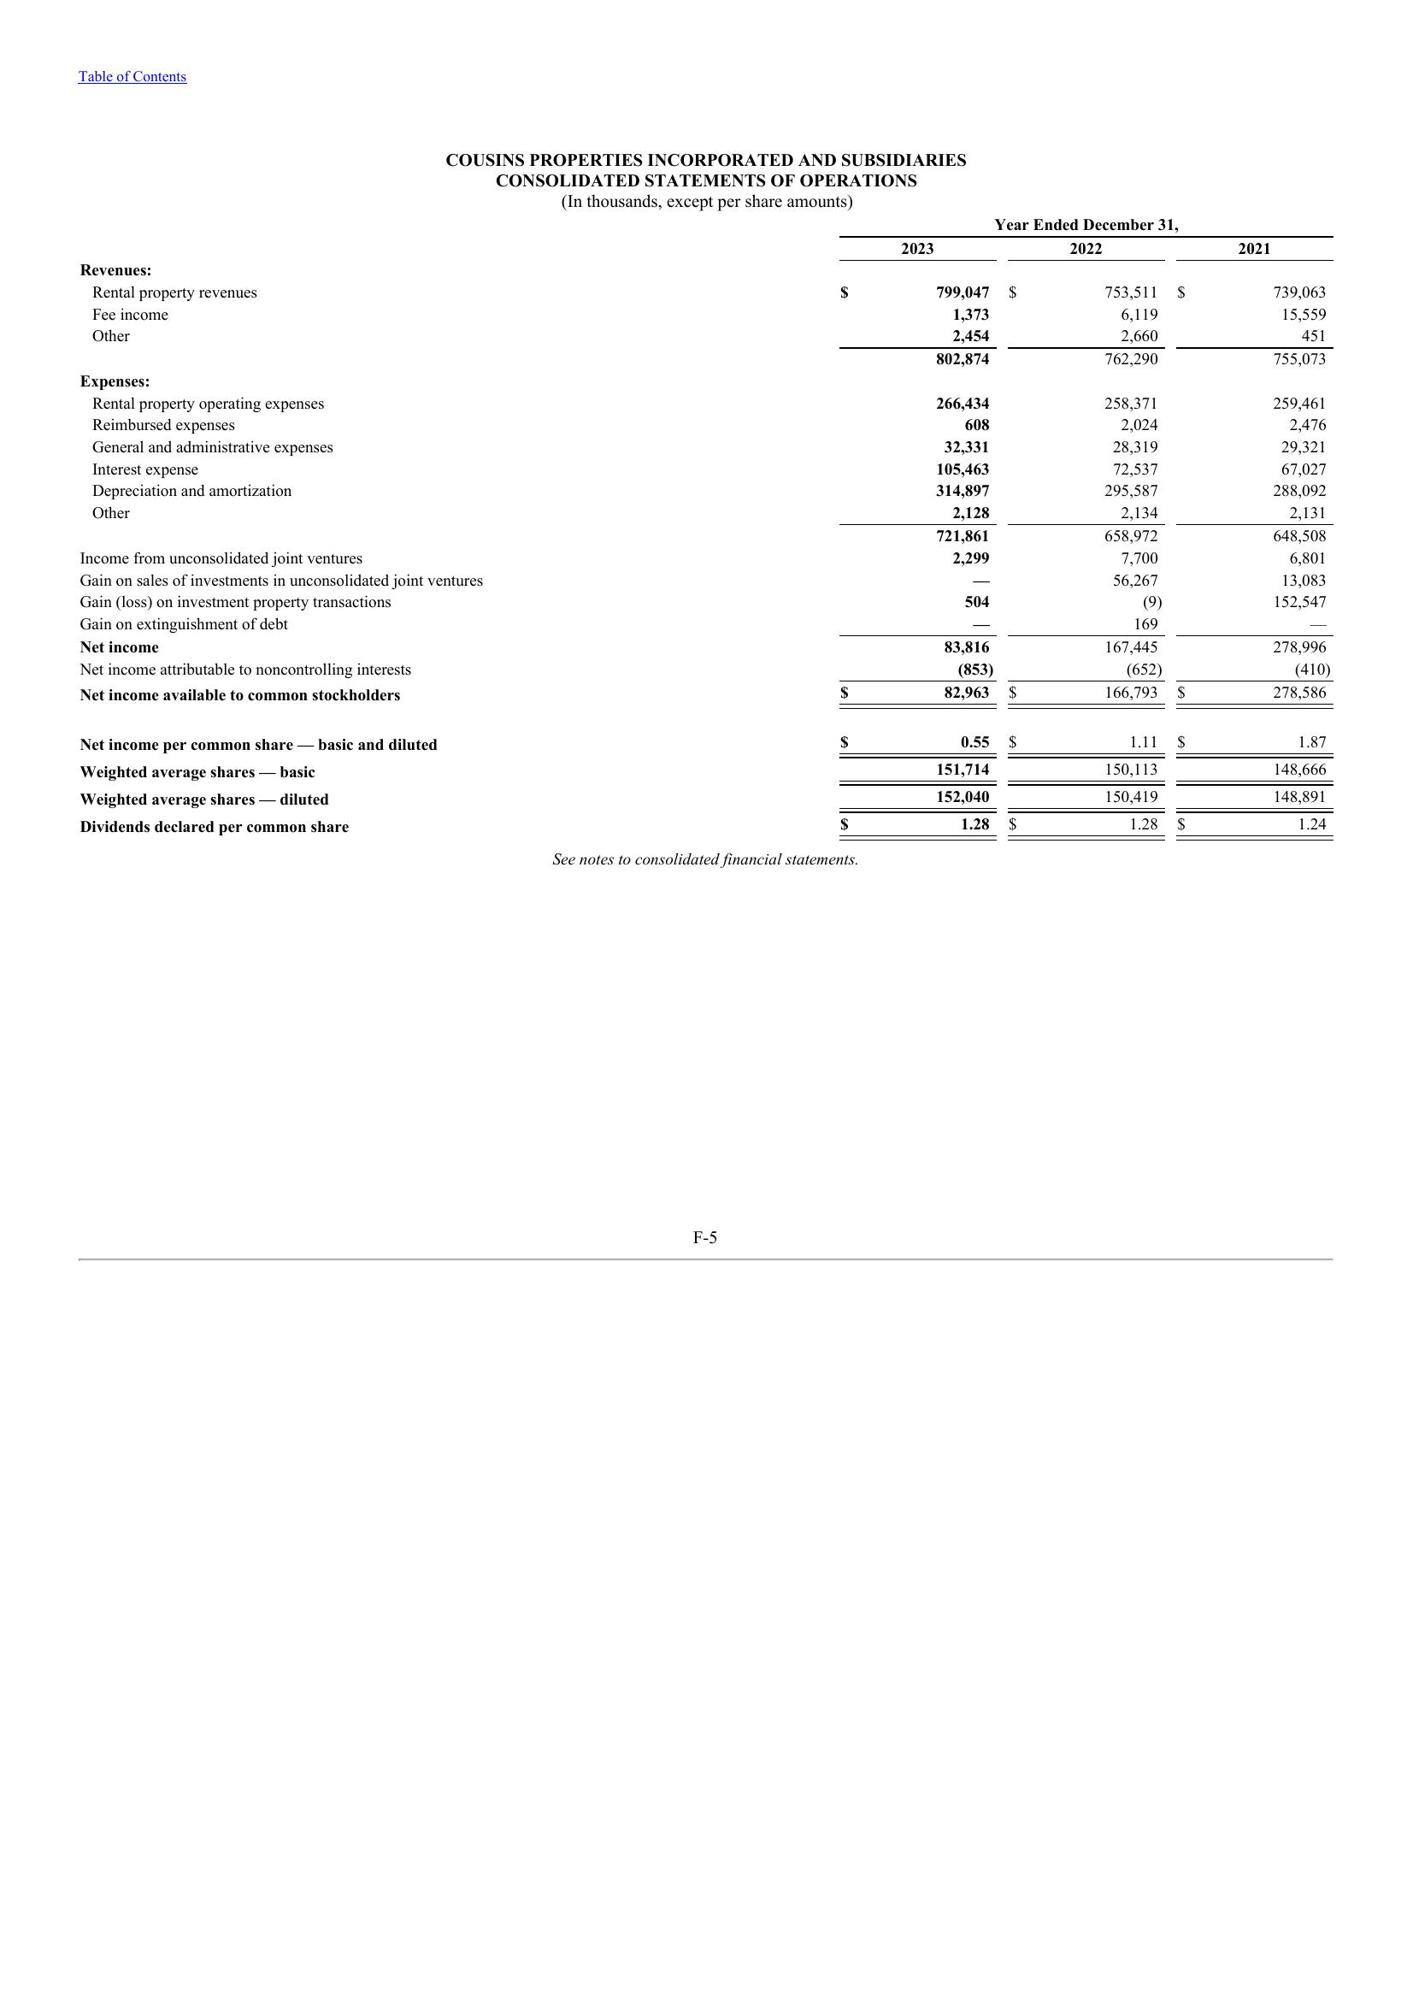 Table of Contents
COUSINS PROPERTIES INCORPORATED AND SUBSIDIARIES
CONSOLIDATED STATEMENTS OF OPERATIONS
(In thousands, except per share amounts)
Year Ended December 31,
2023 2022 2021
Revenues:
Rental property revenues $ 799,047 $ 753,511 $ 739,063
Fee income 1,373 6,119 15,559
Other 2,454 2,660 451
802,874 762,290 755,073
Expenses:
Rental property operating expenses 266,434 258,371 259,461
Reimbursed expenses 608 2,024 2,476
General and administrative expenses 32,331 28,319 29,321
Interest expense 105,463 72,537 67,027
Depreciation and amortization 314,897 295,587 288,092
Other 2,128 2,134 2,131
721,861 658,972 648,508
Income from unconsolidated joint ventures 2,299 7,700 6,801
Gain on sales of investments in unconsolidated joint ventures — 56,267 13,083
Gain (loss) on investment property transactions 504 (9) 152,547
Gain on extinguishment of debt — 169 —
Net income 83,816 167,445 278,996
Net income attributable to noncontrolling interests (853) (652) (410)
Net income available to common stockholders $ 82,963 $ 166,793 $ 278,586
Net income per common share — basic and diluted $ 0.55 $ 1.11 $ 1.87
Weighted average shares — basic 151,714 150,113 148,666
Weighted average shares — diluted 152,040 150,419 148,891
Dividends declared per common share $ 1.28 $ 1.28 $ 1.24
See notes to consolidated financial statements.
F-5